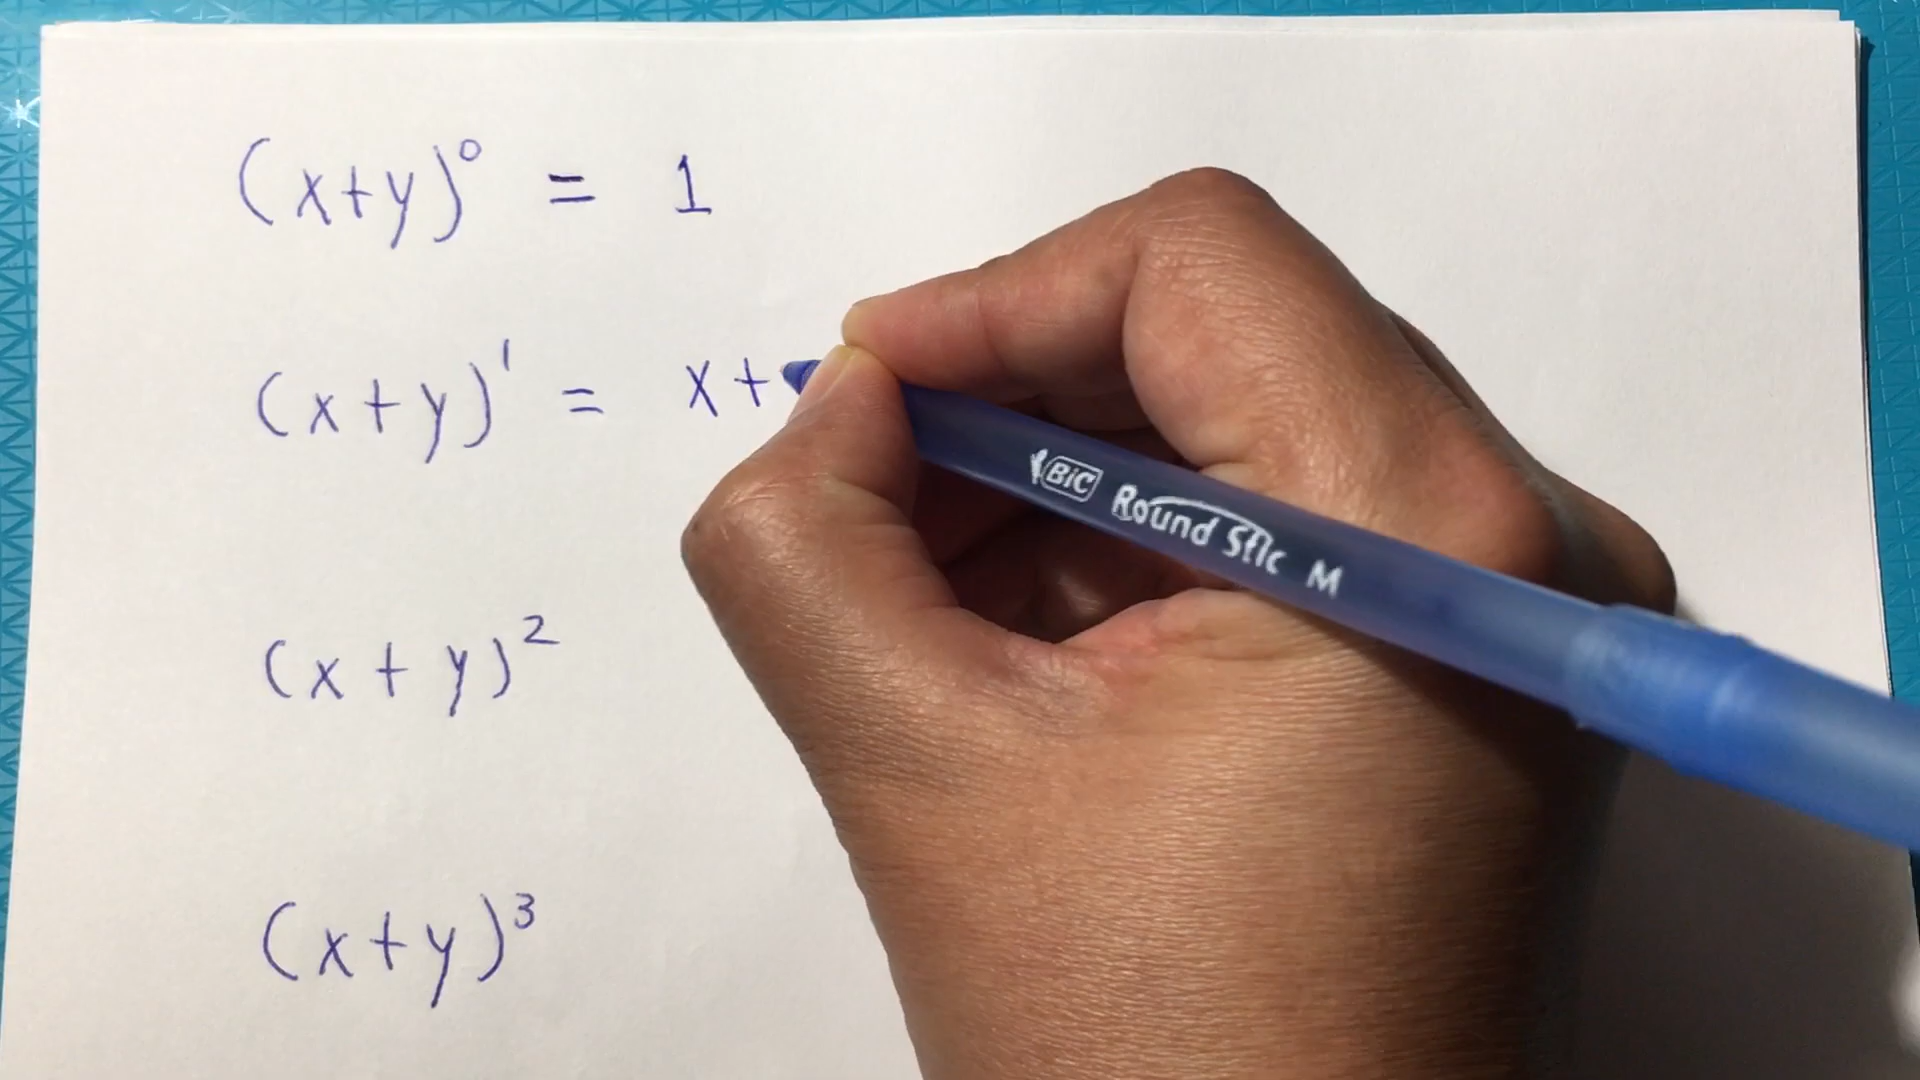 (x+y)⁰ = 1
(x+y)¹ = x+
BIC Round Stic M
(x+y)²
(x+y)³